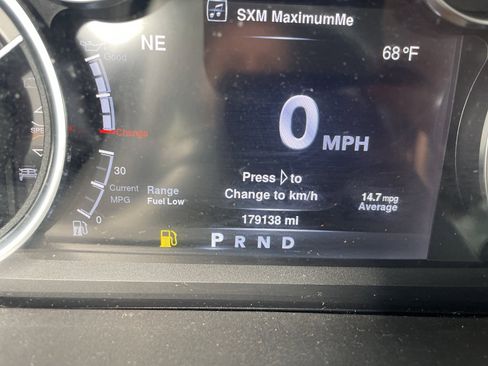 SXM MaximumMe
NE
68 °F
Good
0 MPH
Change
Press to
Change to km/h
30
Current
MPG
0
Range
Fuel Low
14.7 mpg
Average
179138 mi
P R N D